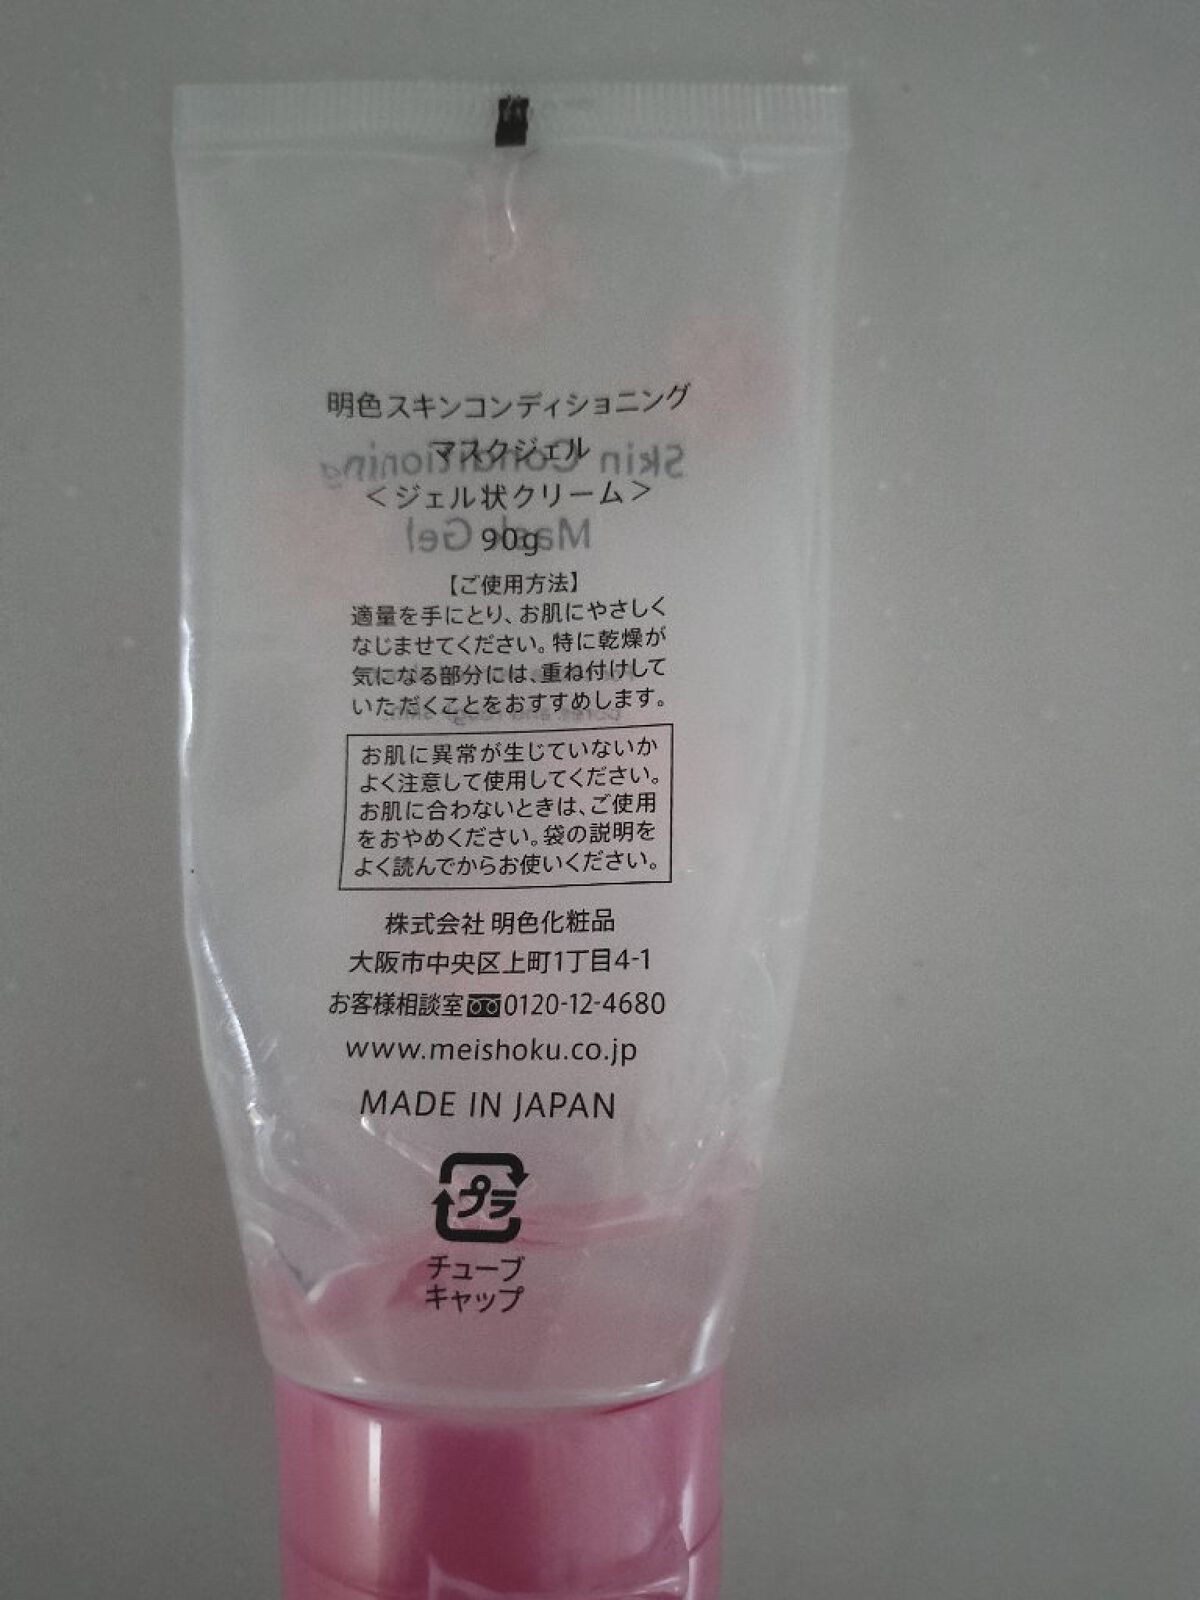 明色スキンコンディショニング
マスクジェル
＜ジェル状クリーム＞
90g
【ご使用方法】
適量を手にとり、お肌にやさしく
なじませてください。特に乾燥が
気になる部分には、重ね付けして
いただくことをおすすめします。
お肌に異常が生じていないか
よく注意して使用してください。
お肌に合わないときは、ご使用
をおやめください。袋の説明を
よく読んでからお使いください。
株式会社 明色化粧品
大阪市中央区上町1丁目4-1
お客様相談室 0120-12-4680
www.meishoku.co.jp
MADE IN JAPAN
プラ
チューブ
キャップ
Skin Conditioning
Mask Gel